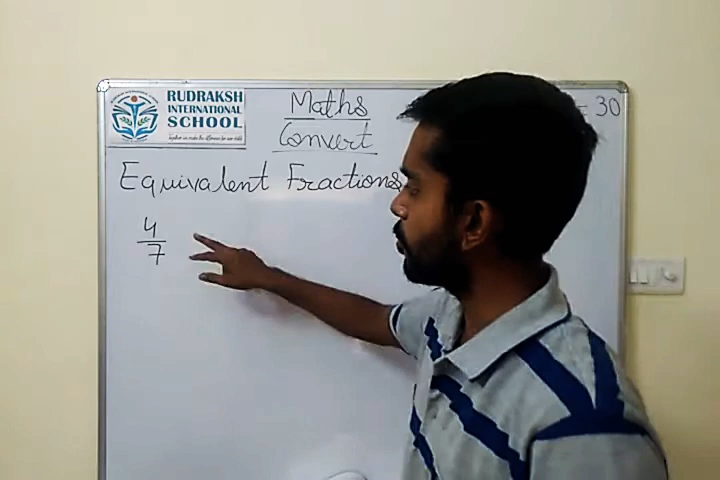 RUDRAKSH
INTERNATIONAL
SCHOOL
Maths
30
Convert
Equivalent Fractions
4
7